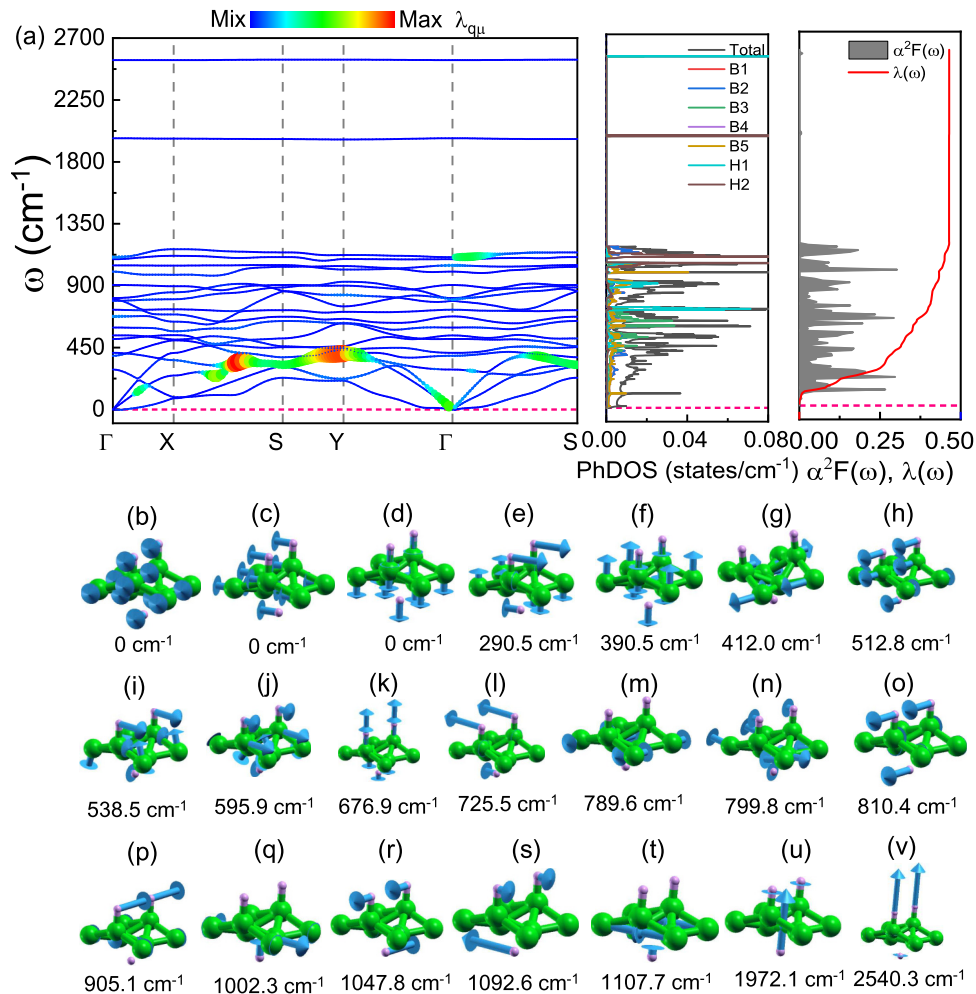 Mix Max λqμ
(a)
2700
2250
1800
1350
900
450
0
ω (cm-1)
Γ X S Y Γ S
Total
B1
B2
B3
B4
B5
H1
H2
0.00 0.04 0.08
PhDOS (states/cm-1)
α2F(ω)
λ(ω)
0.00 0.25 0.50
α2F(ω), λ(ω)
(b) (c) (d) (e) (f) (g) (h)
0 cm-1 0 cm-1 0 cm-1 290.5 cm-1 390.5 cm-1 412.0 cm-1 512.8 cm-1
(i) (j) (k) (l) (m) (n) (o)
538.5 cm-1 595.9 cm-1 676.9 cm-1 725.5 cm-1 789.6 cm-1 799.8 cm-1 810.4 cm-1
(p) (q) (r) (s) (t) (u) (v)
905.1 cm-1 1002.3 cm-1 1047.8 cm-1 1092.6 cm-1 1107.7 cm-1 1972.1 cm-1 2540.3 cm-1